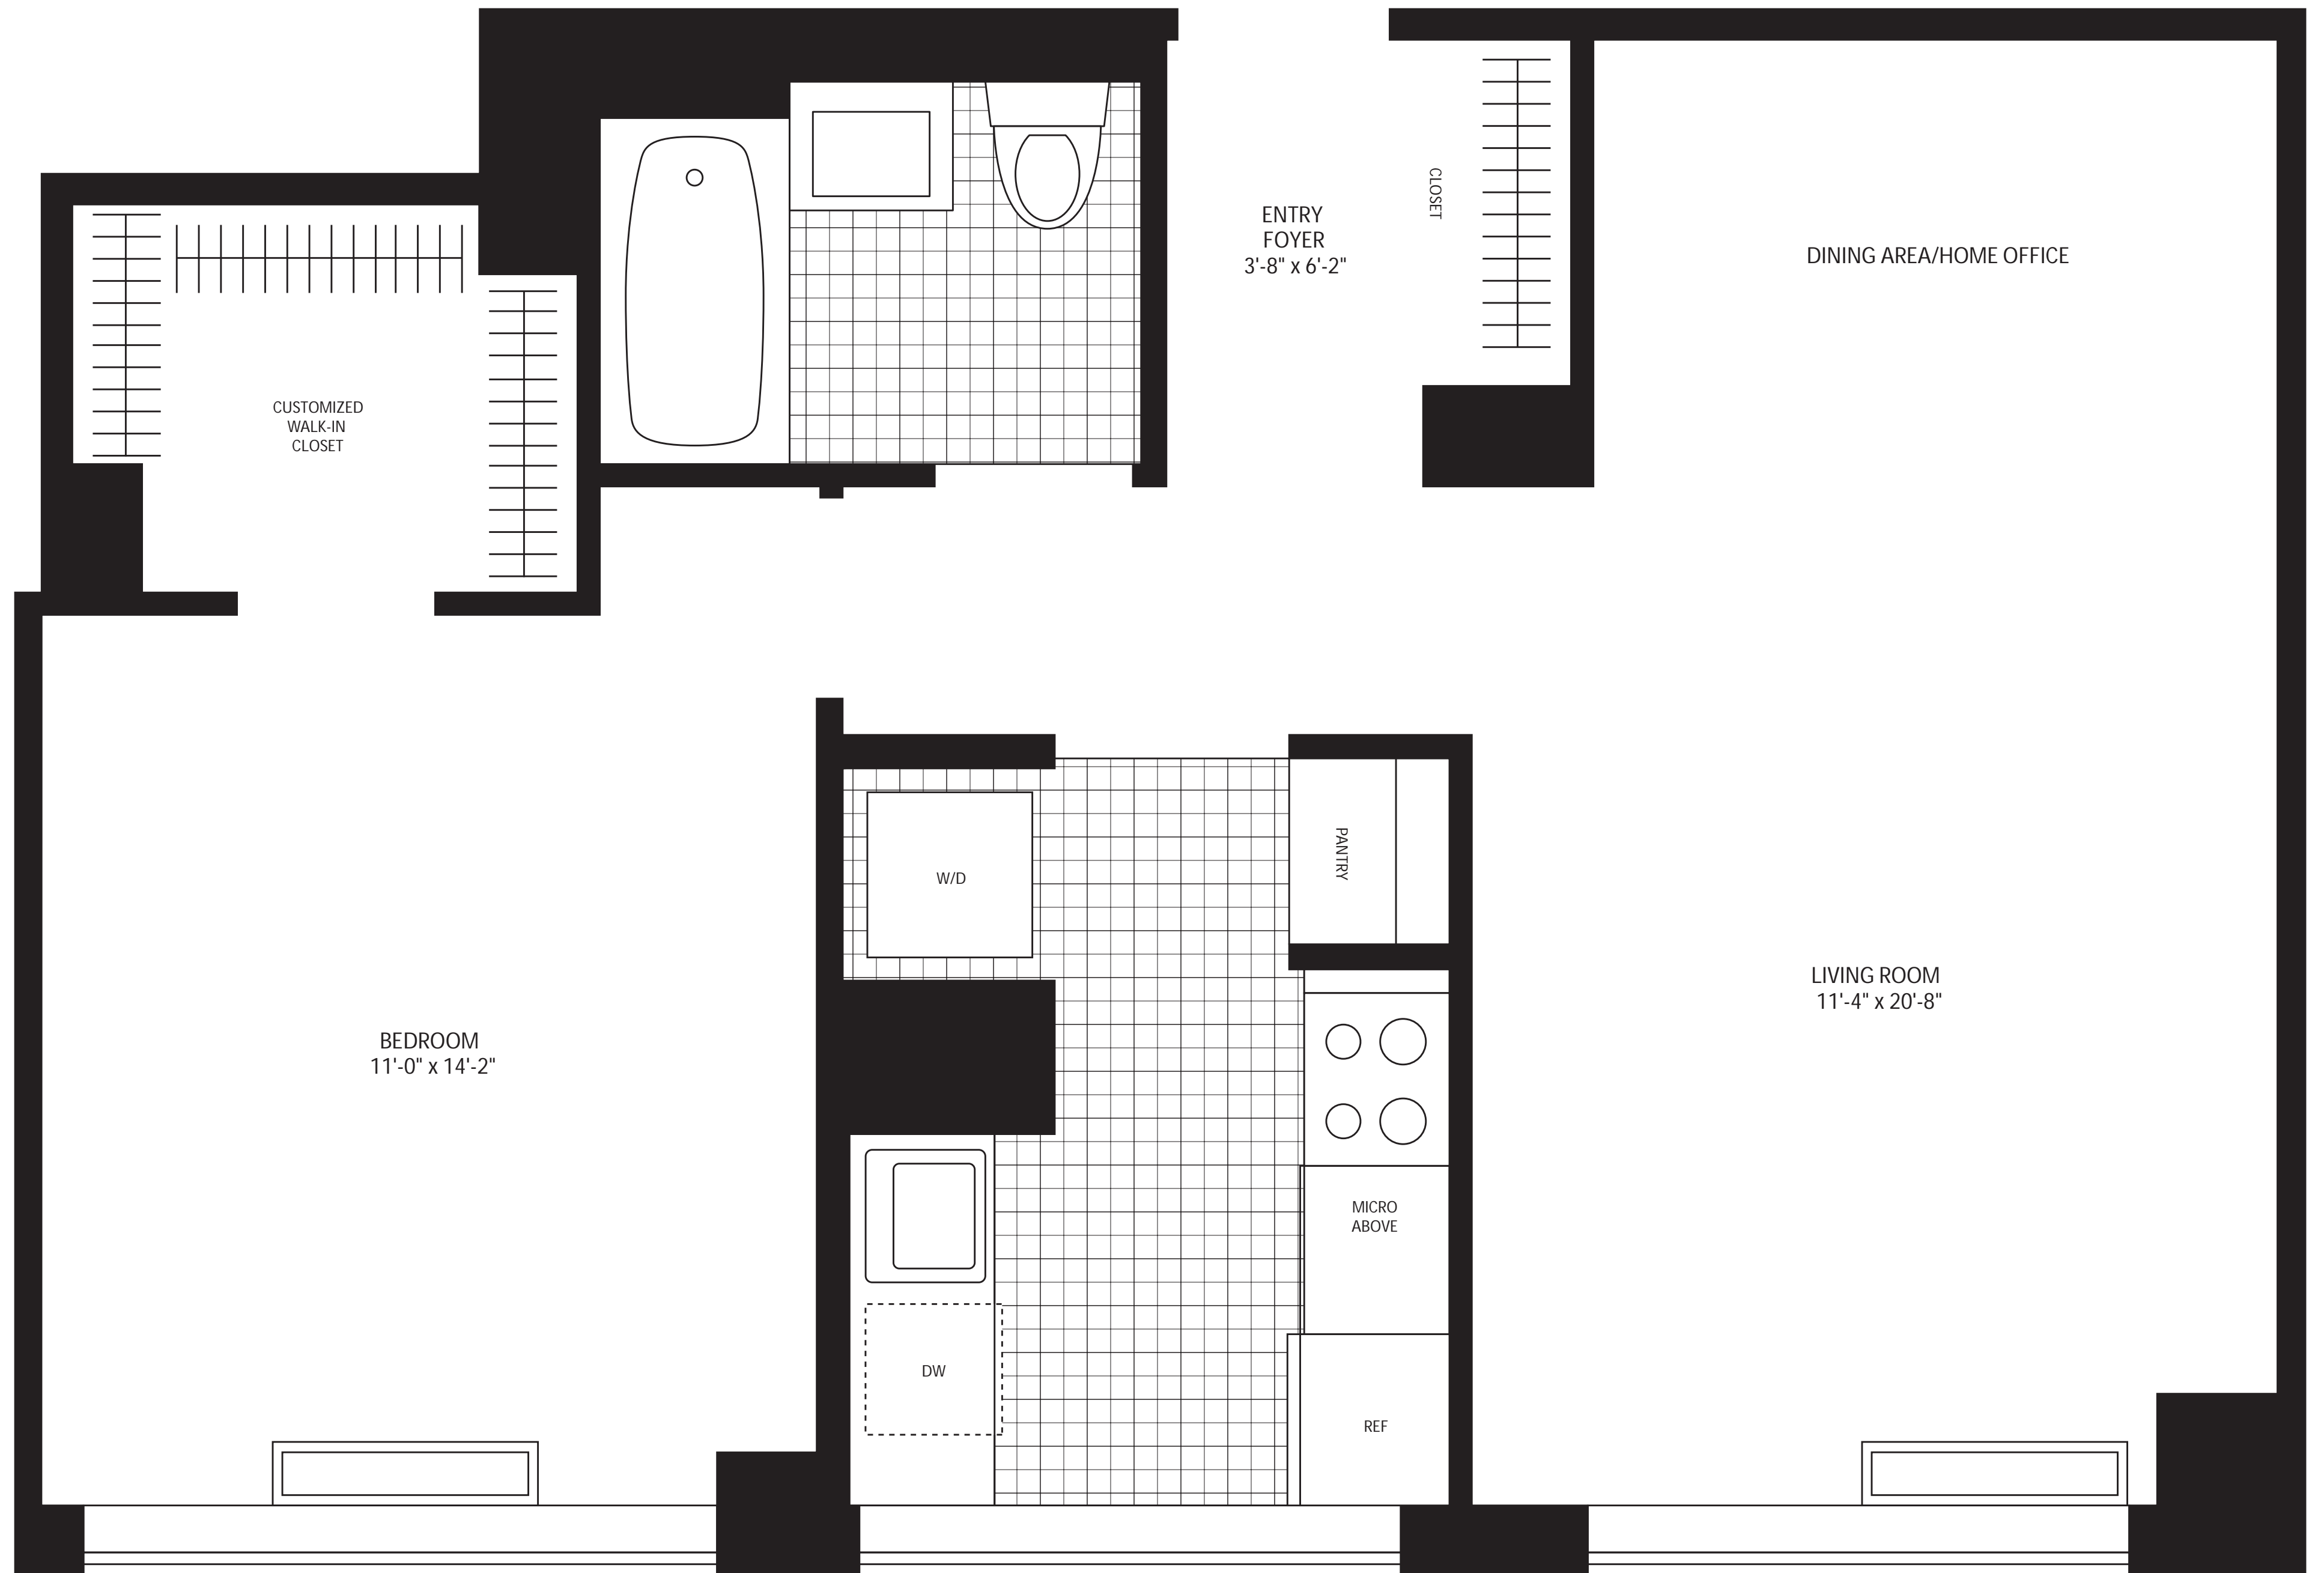 ENTRY
FOYER
3'-8" x 6'-2"
CLOSET
DINING AREA/HOME OFFICE
CUSTOMIZED
WALK-IN
CLOSET
PANTRY
W/D
LIVING ROOM
11'-4" x 20'-8"
BEDROOM
11'-0" x 14'-2"
MICRO
ABOVE
DW
REF